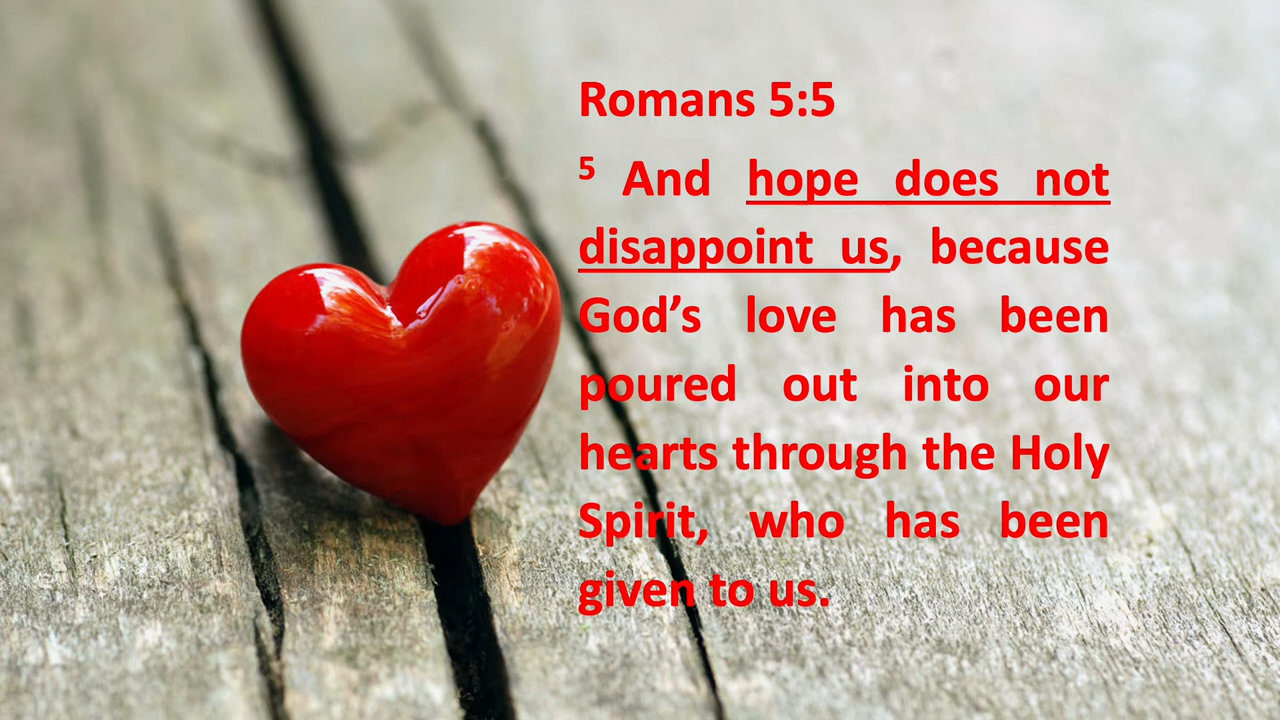 Romans 5:5
5 And hope does not
disappoint us, because
God’s love has been
poured out into our
hearts through the Holy
Spirit, who has been
given to us.